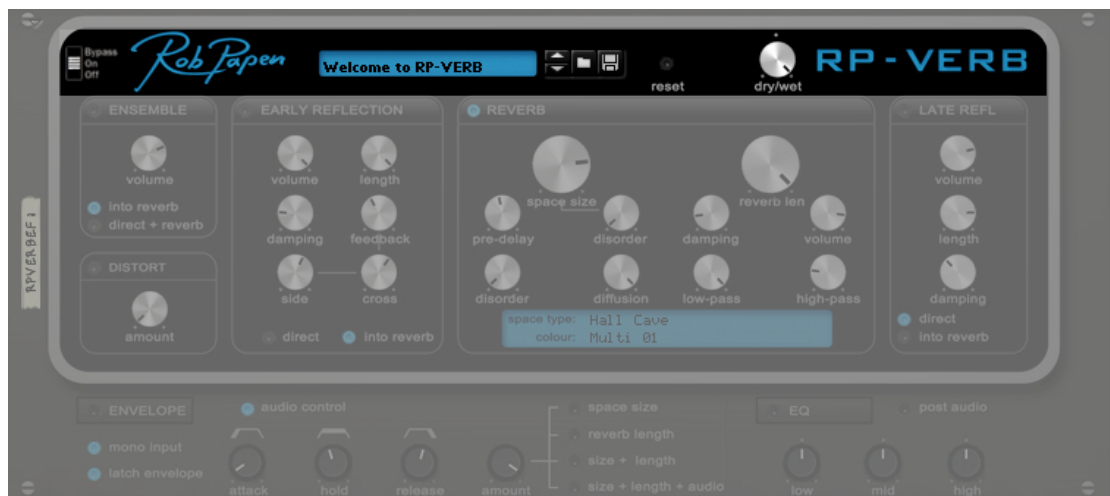 Bypass
On
Off
Rob Papen
Welcome to RP-VERB
reset
dry/wet
RP-VERB
ENSEMBLE
volume
into reverb
direct + reverb
DISTORT
amount
EARLY REFLECTION
volume length
damping feedback
side cross
direct into reverb
REVERB
space size reverb len
pre-delay disorder damping volume
disorder diffusion low-pass high-pass
space type: Hall Cave
colour: Multi 01
LATE REFL
volume
length
damping
direct
into reverb
ENVELOPE
mono input
latch envelope
audio control
attack hold release amount
space size
reverb length
size + length
size + length + audio
EQ
post audio
low mid high